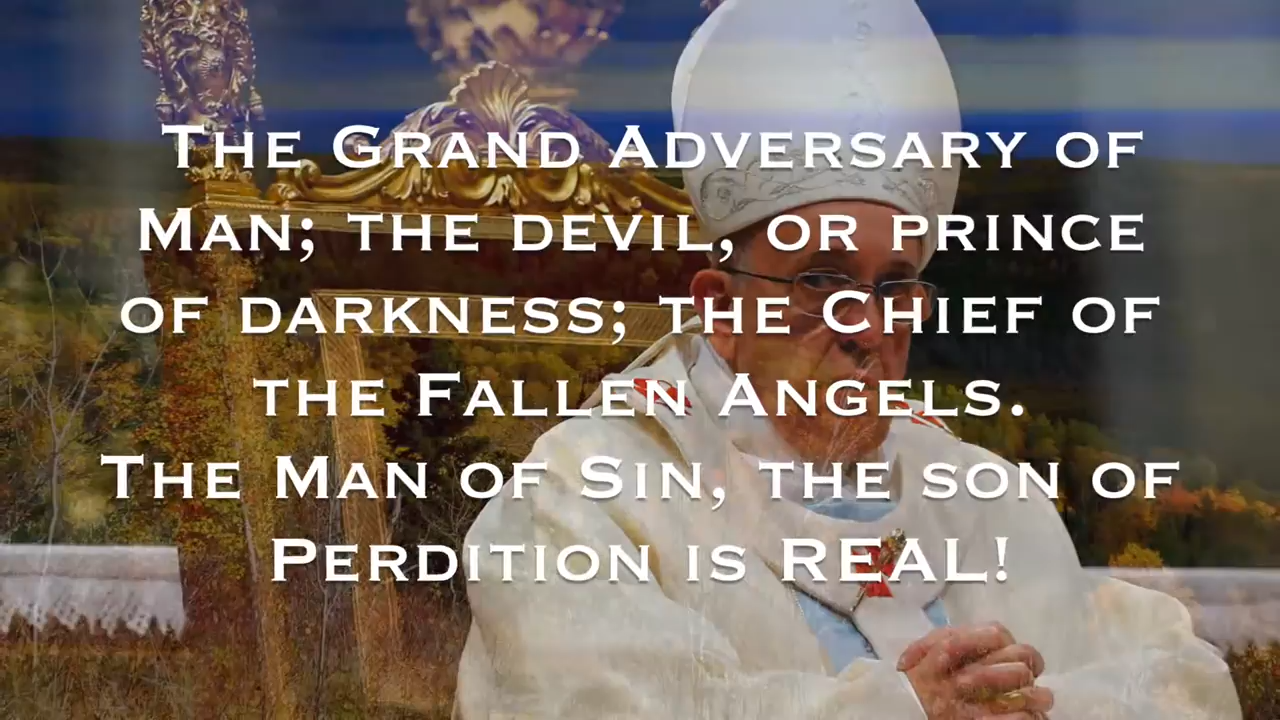 The Grand Adversary of
Man; the devil, or prince
of darkness; the Chief of
the Fallen Angels.
The Man of Sin, the son of
Perdition is REAL!